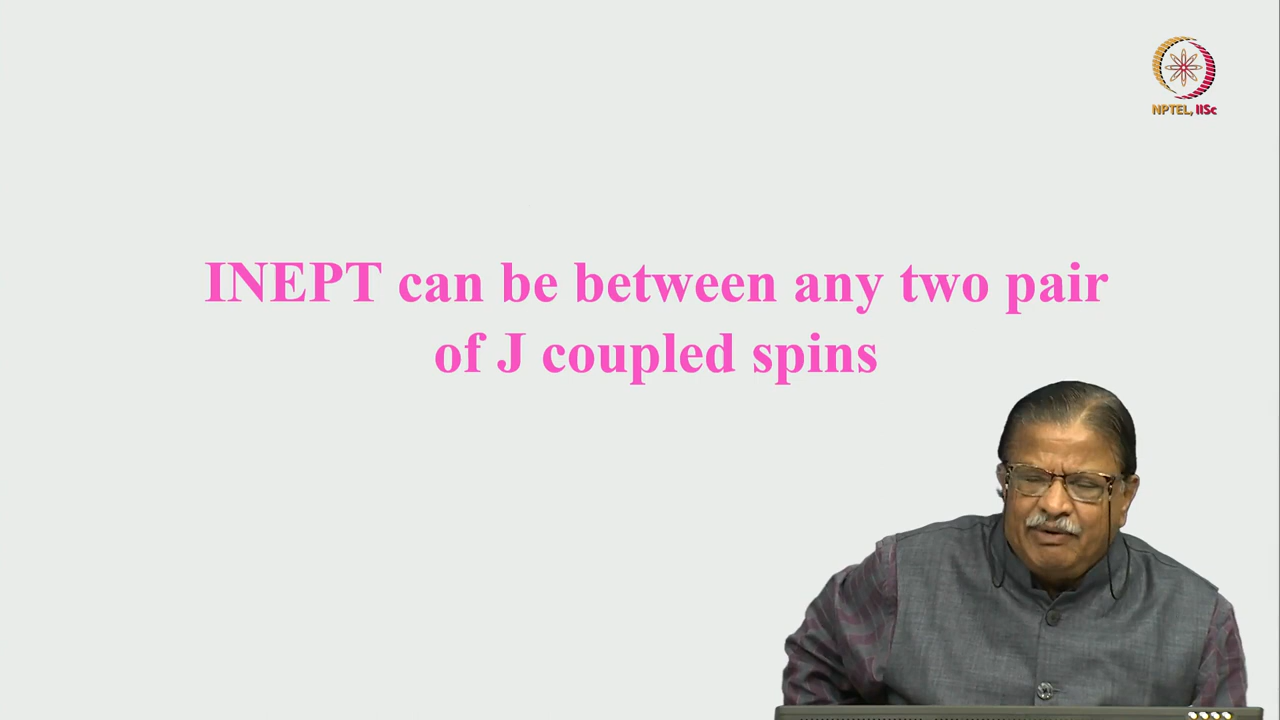 NPTEL, IISc
INEPT can be between any two pair
of J coupled spins